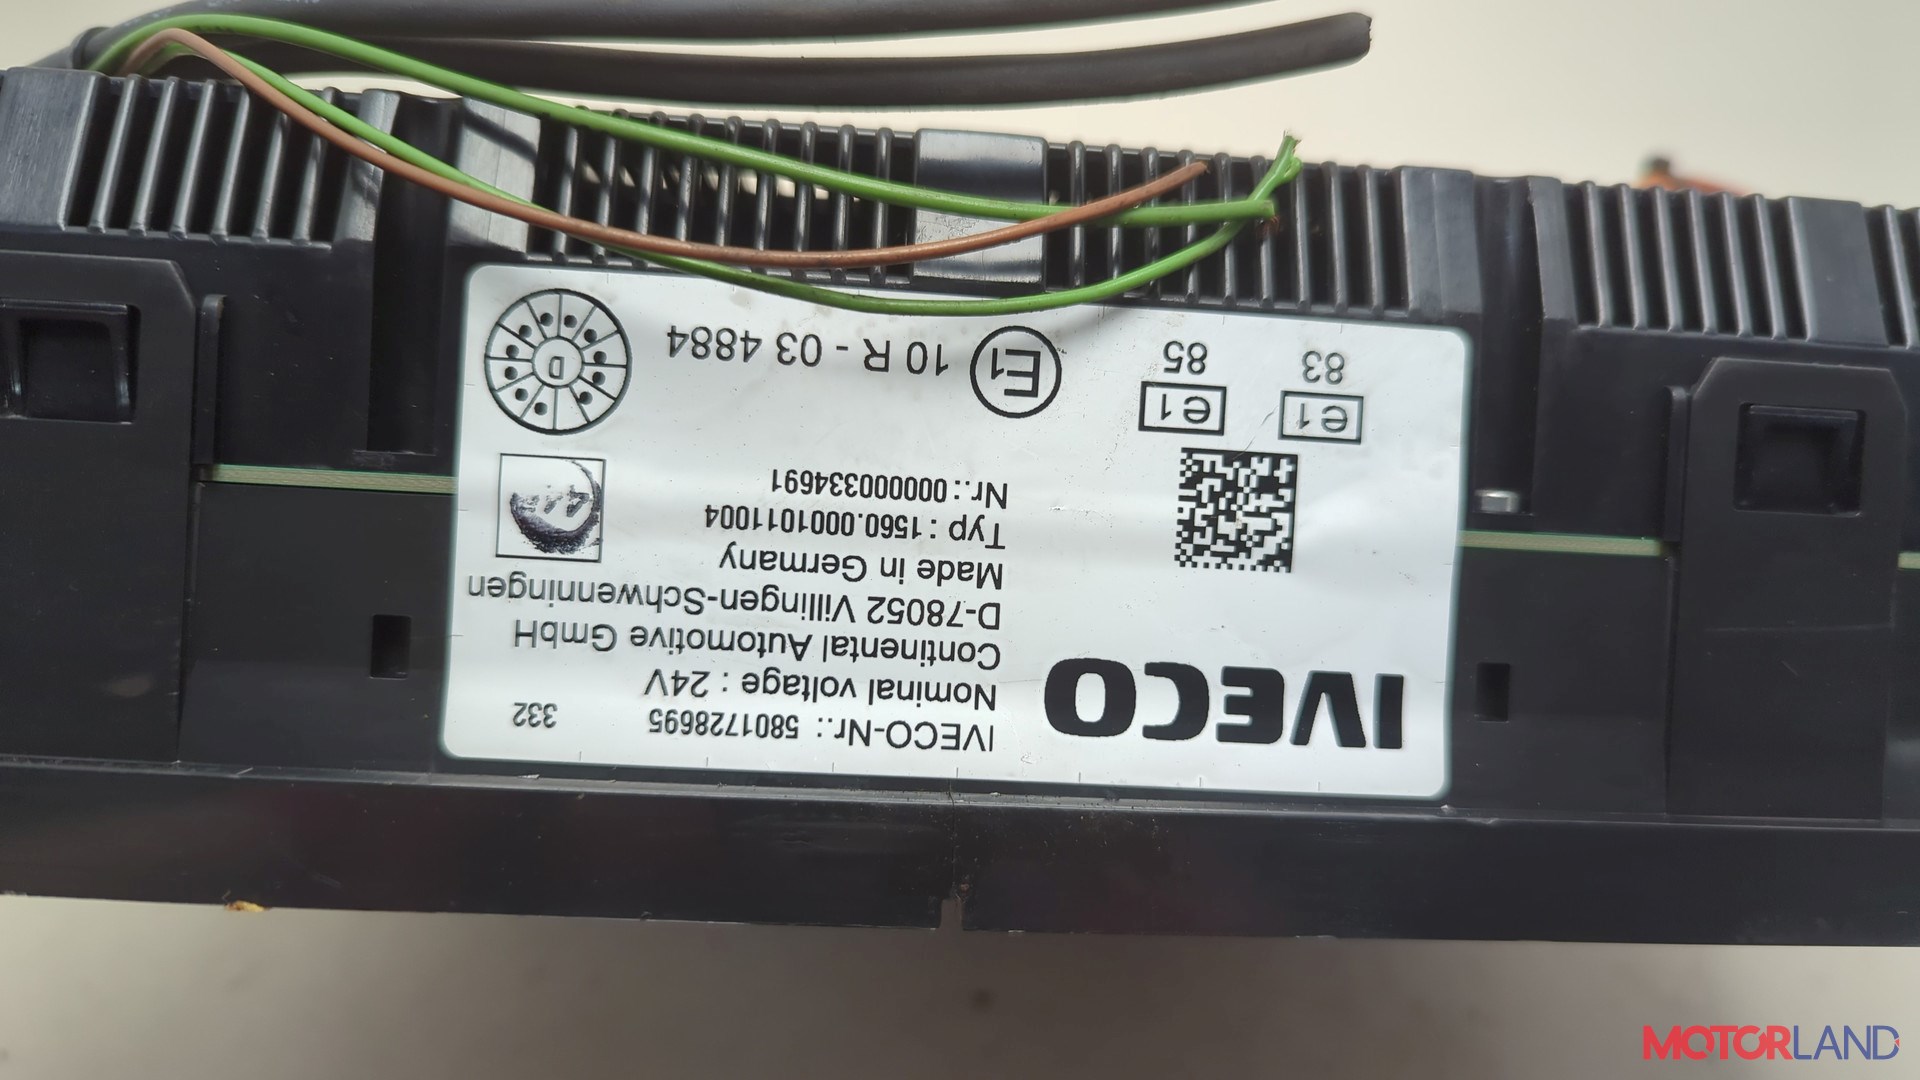 IVECO
IVECO-Nr.: 5801728695 332
Nominal voltage : 24V
Continental Automotive GmbH
D-78052 Villingen-Schwenningen
Made in Germany
Typ : 1560.0001011004
Nr.: 00000334691
e1 e1
83 85
E1 10 R - 03 4884
D
MOTORLAND